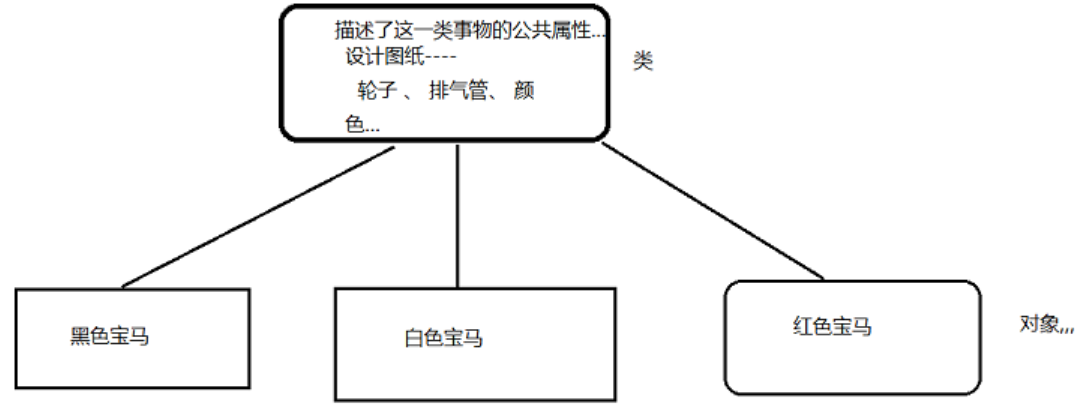 描述了这一类事物的公共属性...
设计图纸----
轮子 、 排气管、 颜
色...
类
黑色宝马
白色宝马
红色宝马
对象,,,